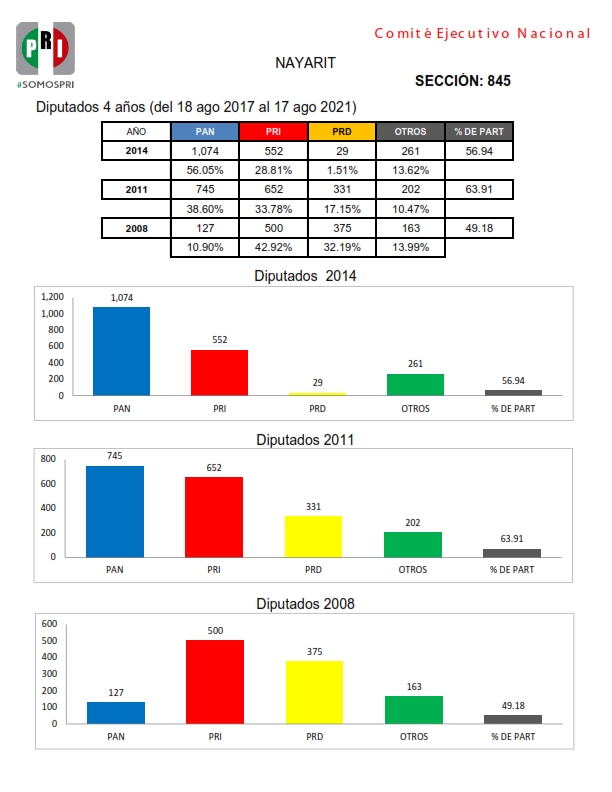 Comité Ejecutivo Nacional
PRI
#SOMOSPRI
NAYARIT
SECCIÓN: 845
Diputados 4 años (del 18 ago 2017 al 17 ago 2021)
AÑO PAN PRI PRD OTROS % DE PART
2014 1,074 552 29 261 56.94
56.05% 28.81% 1.51% 13.62%
2011 745 652 331 202 63.91
38.60% 33.78% 17.15% 10.47%
2008 127 500 375 163 49.18
10.90% 42.92% 32.19% 13.99%
Diputados 2014
1,200
1,000
800
600
400
200
0
1,074
552
29
261
56.94
PAN PRI PRD OTROS % DE PART
Diputados 2011
800
600
400
200
0
745
652
331
202
63.91
PAN PRI PRD OTROS % DE PART
Diputados 2008
600
500
400
300
200
100
0
127
500
375
163
49.18
PAN PRI PRD OTROS % DE PART